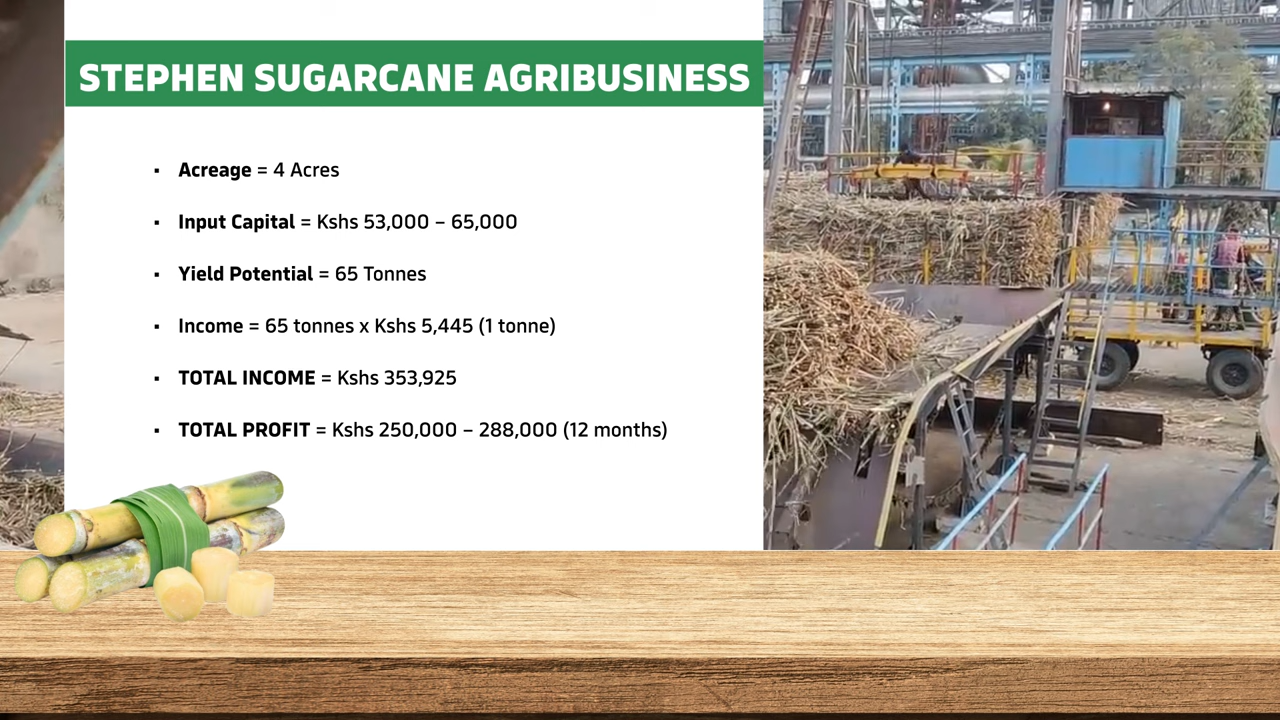 STEPHEN SUGARCANE AGRIBUSINESS
▪ Acreage = 4 Acres
▪ Input Capital = Kshs 53,000 – 65,000
▪ Yield Potential = 65 Tonnes
▪ Income = 65 tonnes x Kshs 5,445 (1 tonne)
▪ TOTAL INCOME = Kshs 353,925
▪ TOTAL PROFIT = Kshs 250,000 – 288,000 (12 months)